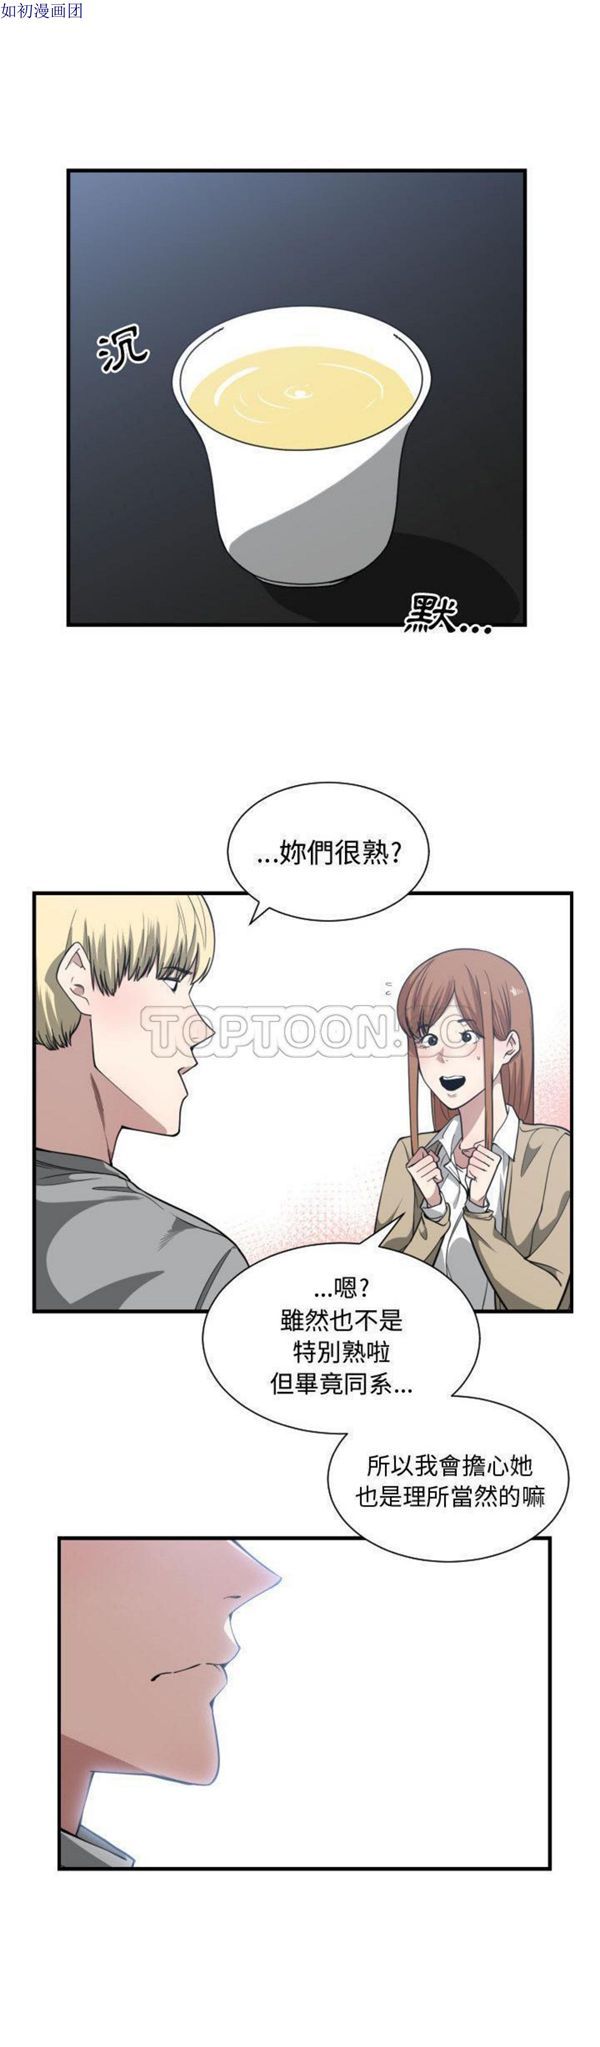 如初漫画团
沉
默...
...妳們很熟?
TOPTOON.
...嗯?
雖然也不是
特別熟啦
但畢竟同系...
所以我會擔心她
也是理所當然的嘛